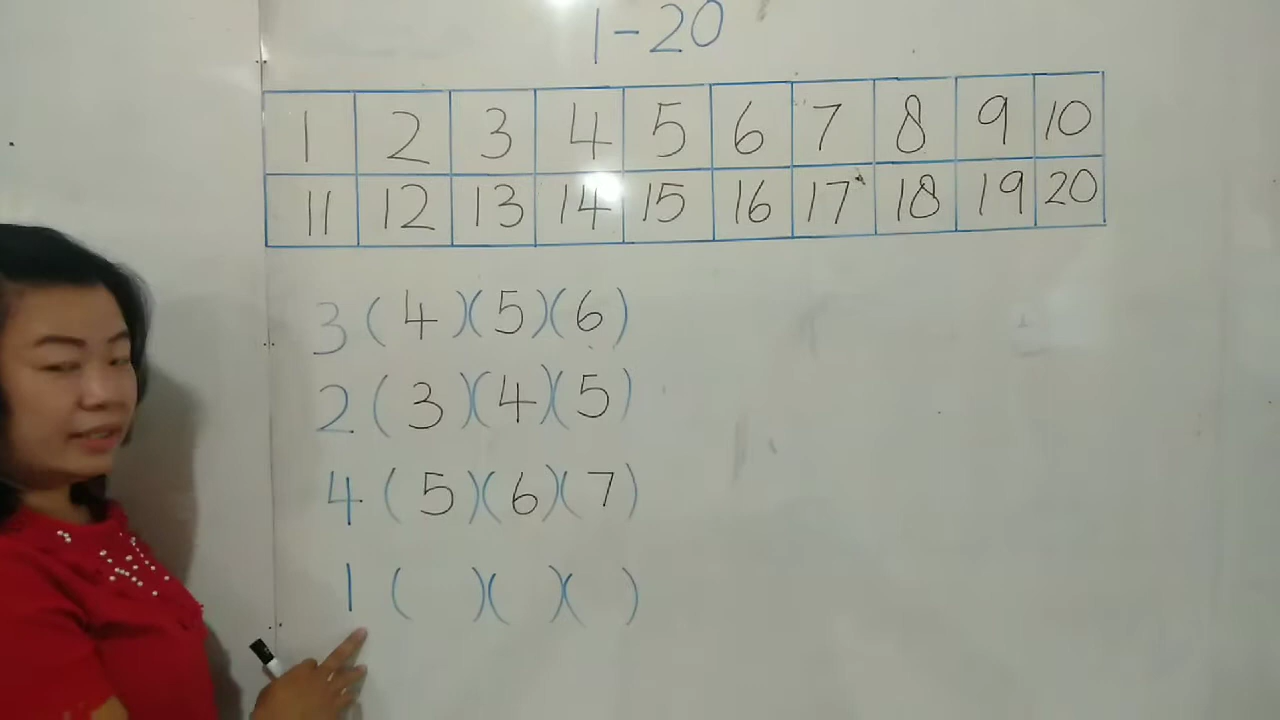 1-20
1 2 3 4 5 6 7 8 9 10
11 12 13 14 15 16 17 18 19 20
3 (4)(5)(6)
2 (3)(4)(5)
4 (5)(6)(7)
1 ( )( )( )